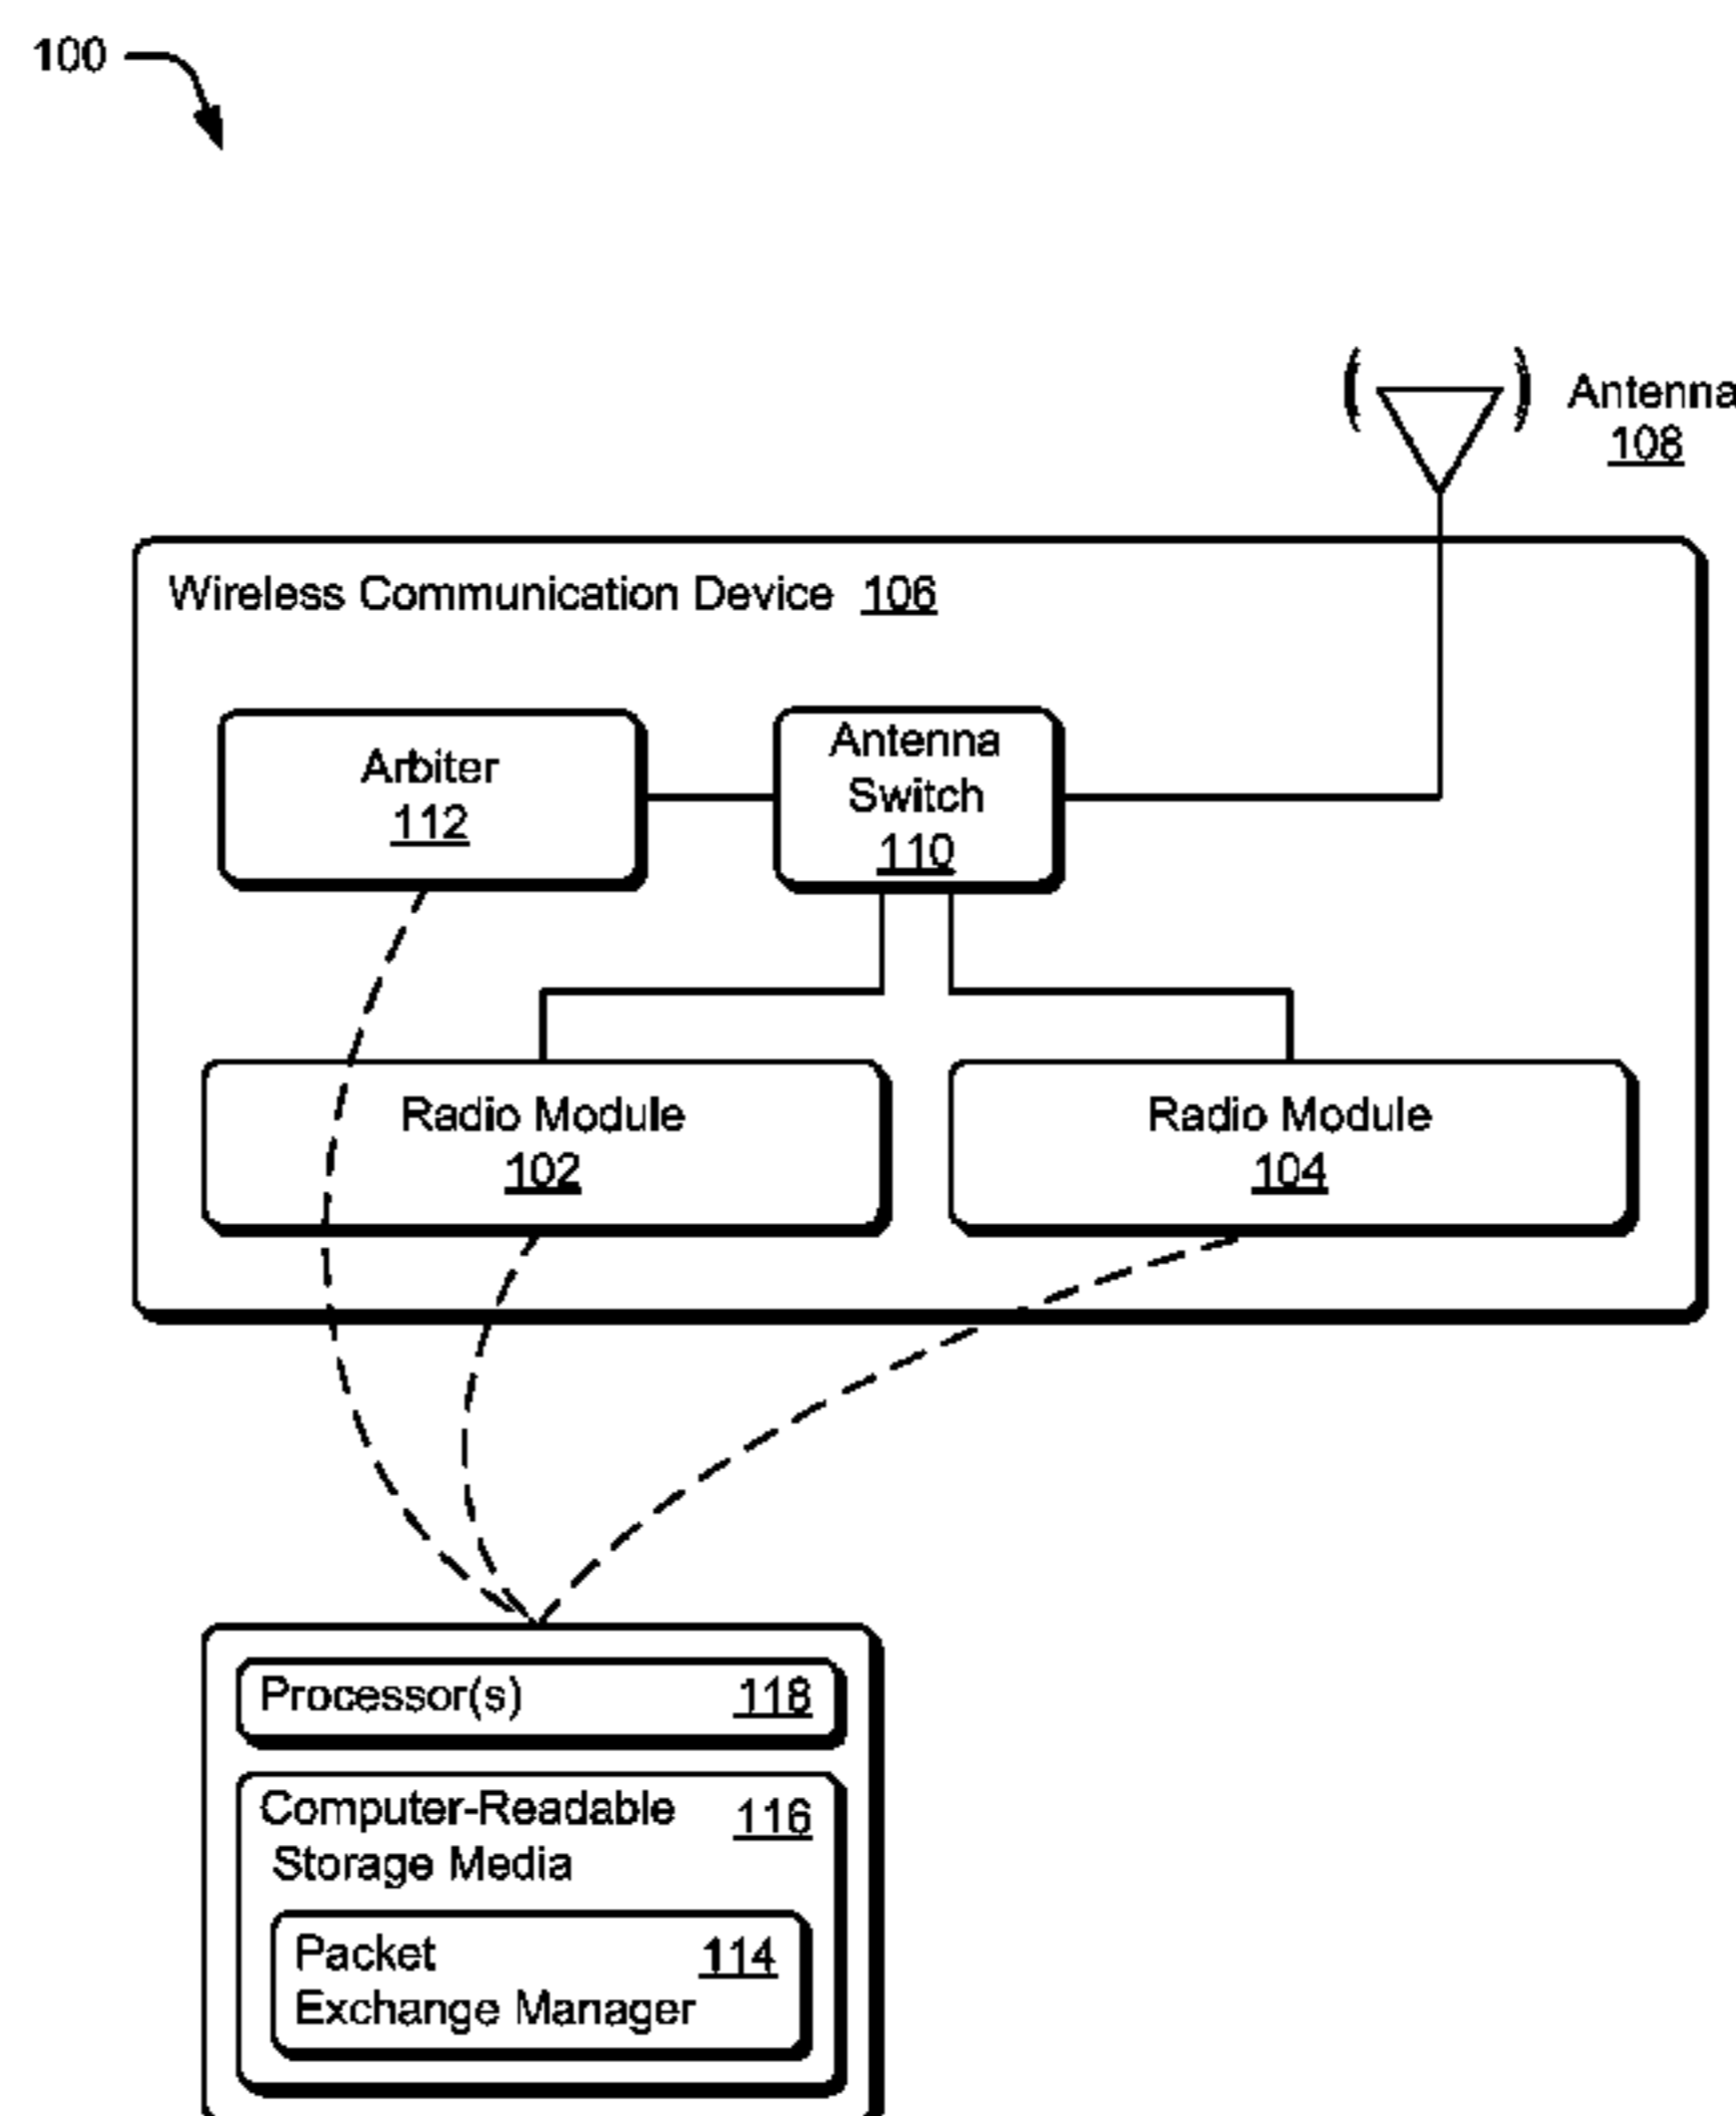 100
Antenna
108
Wireless Communication Device 106
Arbiter
112
Antenna
Switch
110
Radio Module
102
Radio Module
104
Processor(s) 118
Computer-Readable 116
Storage Media
Packet 114
Exchange Manager